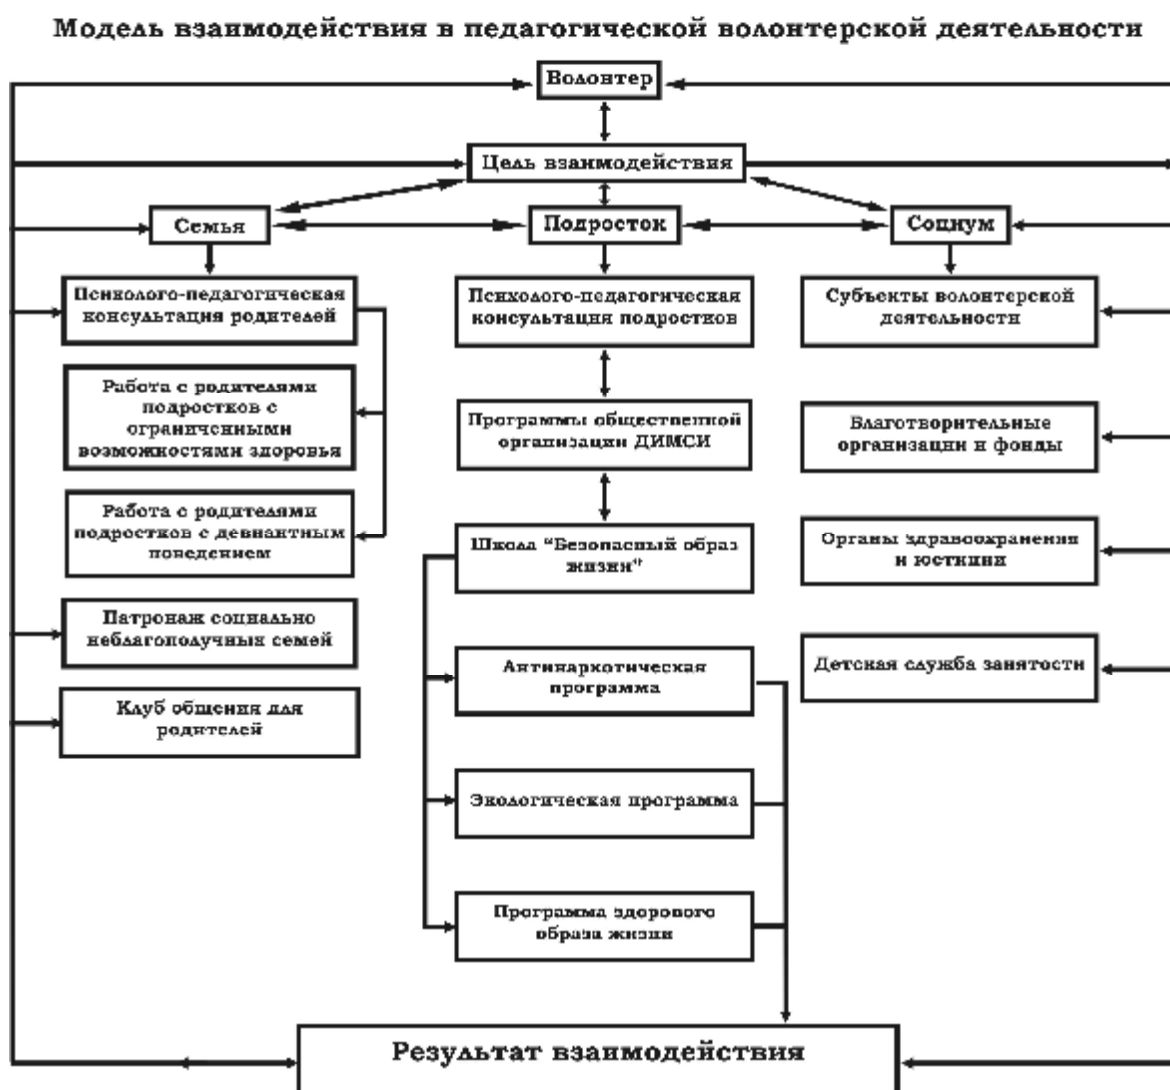 Модель взаимодействия в педагогической волонтерской деятельности
Волонтер
Цель взаимодействия
Семья
Подросток
Социум
Психолого-педагогическая
консультация родителей
Работа с родителями
подростков с
ограниченными
возможностями здоровья
Работа с родителями
подростков с девиантным
поведением
Патронаж социально
неблагополучных семей
Клуб общения для
родителей
Психолого-педагогическая
консультация подростков
Программы общественной
организации ДИМСИ
Школа “Безопасный образ
жизни”
Антинаркотическая
программа
Экологическая программа
Программа здорового
образа жизни
Субъекты волонтерской
деятельности
Благотворительные
организации и фонды
Органы здравоохранения
и юстиции
Детская служба занятости
Результат взаимодействия